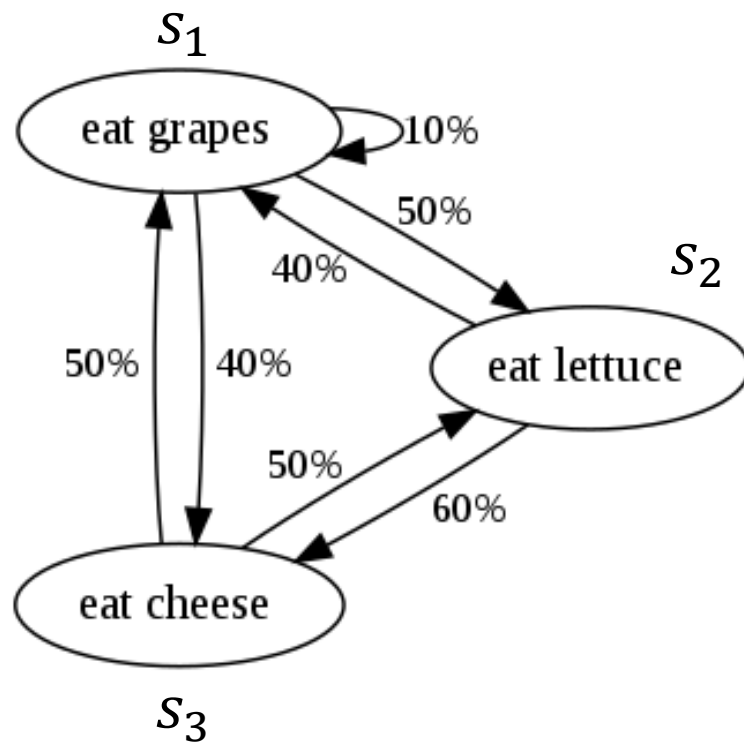 S1
eat grapes
10%
50%
40%
S2
50%
40%
eat lettuce
50%
60%
eat cheese
S3